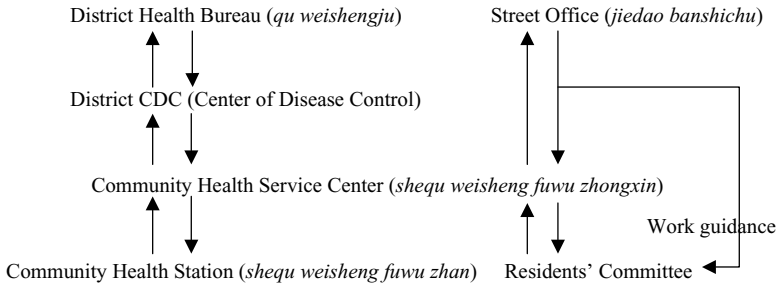 District Health Bureau (qu weishengju)
Street Office (jiedao banshichu)
District CDC (Center of Disease Control)
Community Health Service Center (shequ weisheng fuwu zhongxin)
Work guidance
Community Health Station (shequ weisheng fuwu zhan)
Residents’ Committee